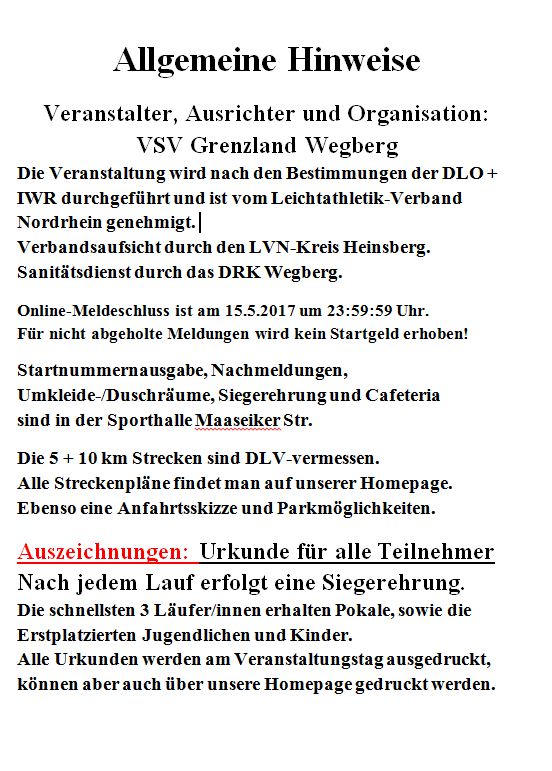 Allgemeine Hinweise
Veranstalter, Ausrichter und Organisation:
VSV Grenzland Wegberg
Die Veranstaltung wird nach den Bestimmungen der DLO +
IWR durchgeführt und ist vom Leichtathletik-Verband
Nordrhein genehmigt.
Verbandsaufsicht durch den LVN-Kreis Heinsberg.
Sanitätsdienst durch das DRK Wegberg.
Online-Meldeschluss ist am 15.5.2017 um 23:59:59 Uhr.
Für nicht abgeholte Meldungen wird kein Startgeld erhoben!
Startnummernausgabe, Nachmeldungen,
Umkleide-/Duschräume, Siegerehrung und Cafeteria
sind in der Sporthalle Maaseiker Str.
Die 5 + 10 km Strecken sind DLV-vermessen.
Alle Streckenpläne findet man auf unserer Homepage.
Ebenso eine Anfahrtsskizze und Parkmöglichkeiten.
Auszeichnungen: Urkunde für alle Teilnehmer
Nach jedem Lauf erfolgt eine Siegerehrung.
Die schnellsten 3 Läufer/innen erhalten Pokale, sowie die
Erstplatzierten Jugendlichen und Kinder.
Alle Urkunden werden am Veranstaltungstag ausgedruckt,
können aber auch über unsere Homepage gedruckt werden.